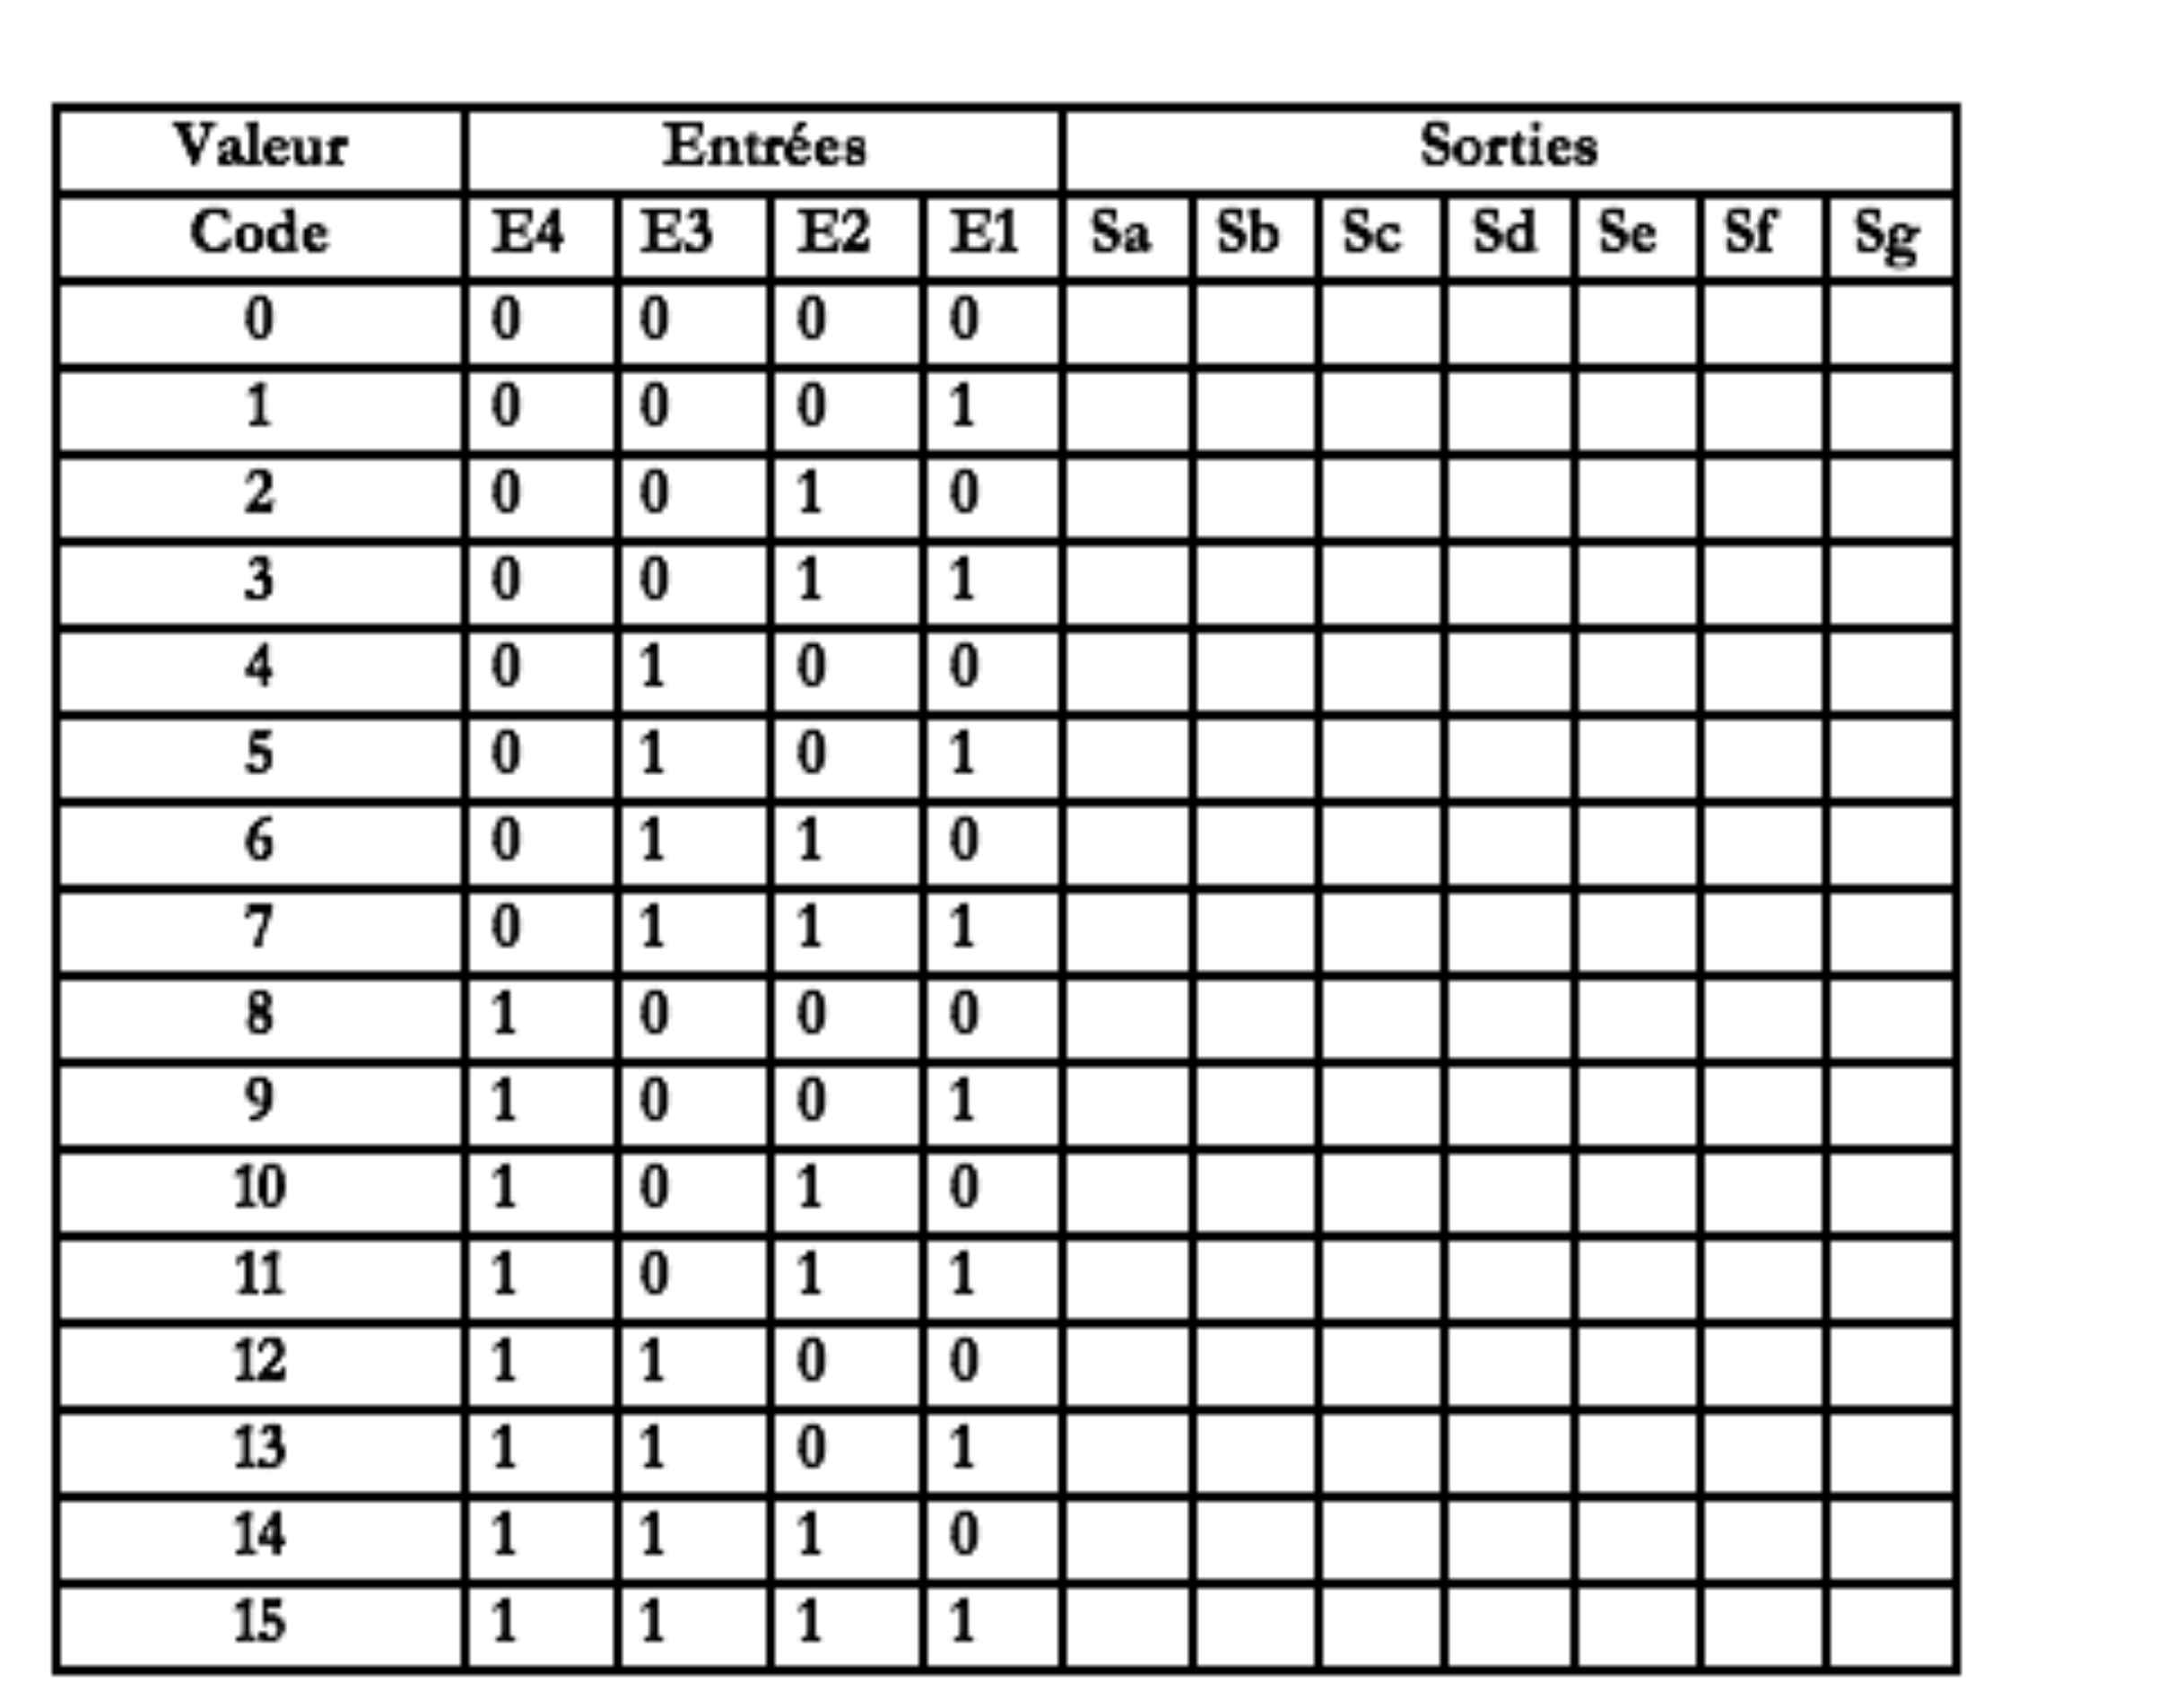 Valeur Entrées Sorties
Code E4 E3 E2 E1 Sa Sb Sc Sd Se Sf Sg
0 0 0 0 0
1 0 0 0 1
2 0 0 1 0
3 0 0 1 1
4 0 1 0 0
5 0 1 0 1
6 0 1 1 0
7 0 1 1 1
8 1 0 0 0
9 1 0 0 1
10 1 0 1 0
11 1 0 1 1
12 1 1 0 0
13 1 1 0 1
14 1 1 1 0
15 1 1 1 1